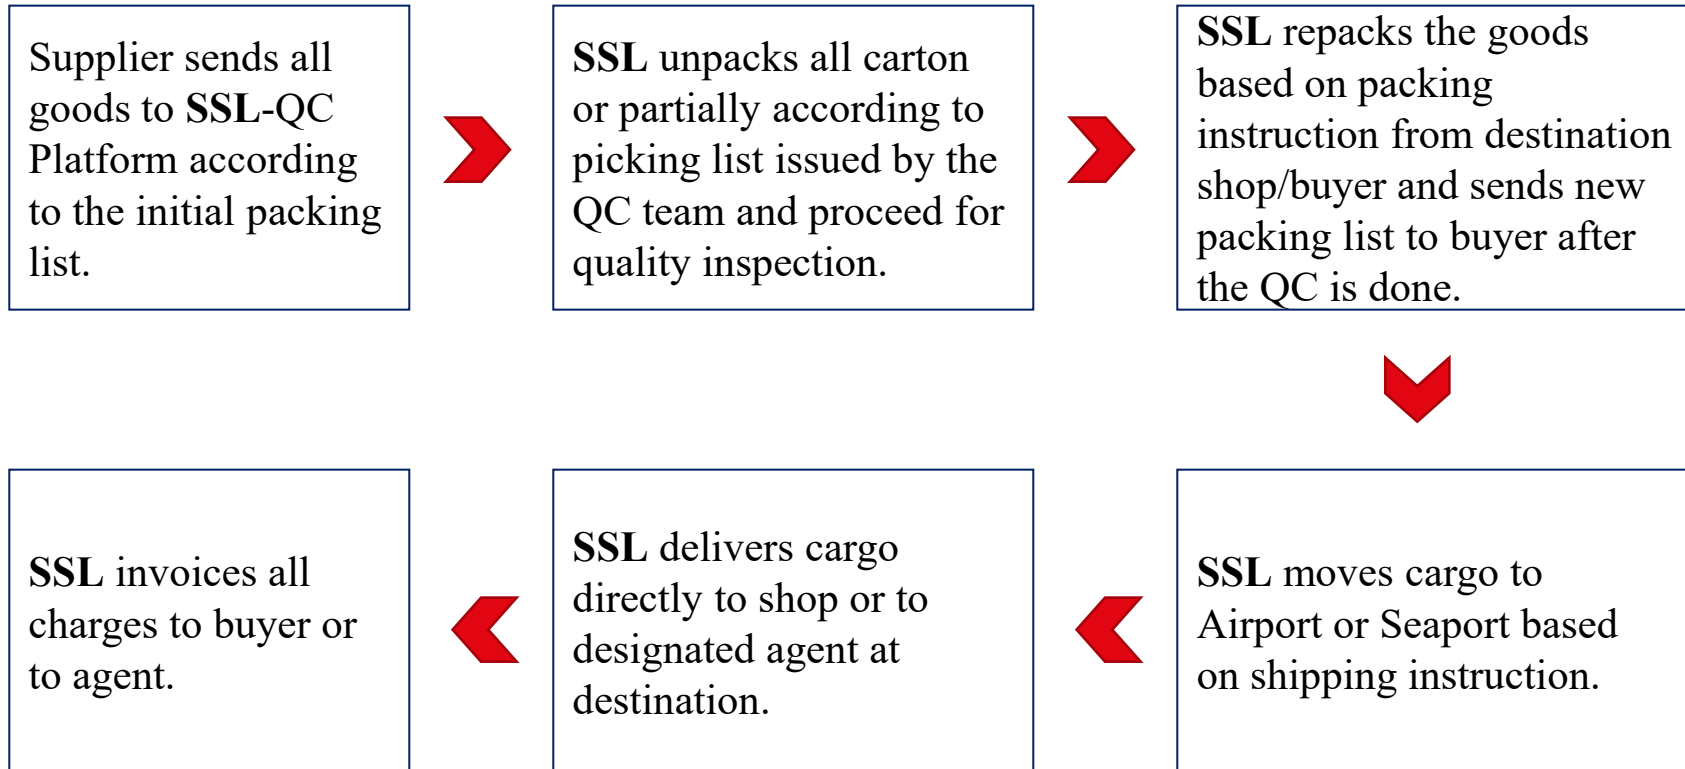 Supplier sends all
goods to SSL-QC
Platform according
to the initial packing
list.
SSL unpacks all carton
or partially according to
picking list issued by the
QC team and proceed for
quality inspection.
SSL repacks the goods
based on packing
instruction from destination
shop/buyer and sends new
packing list to buyer after
the QC is done.
SSL moves cargo to
Airport or Seaport based
on shipping instruction.
SSL delivers cargo
directly to shop or to
designated agent at
destination.
SSL invoices all
charges to buyer or
to agent.